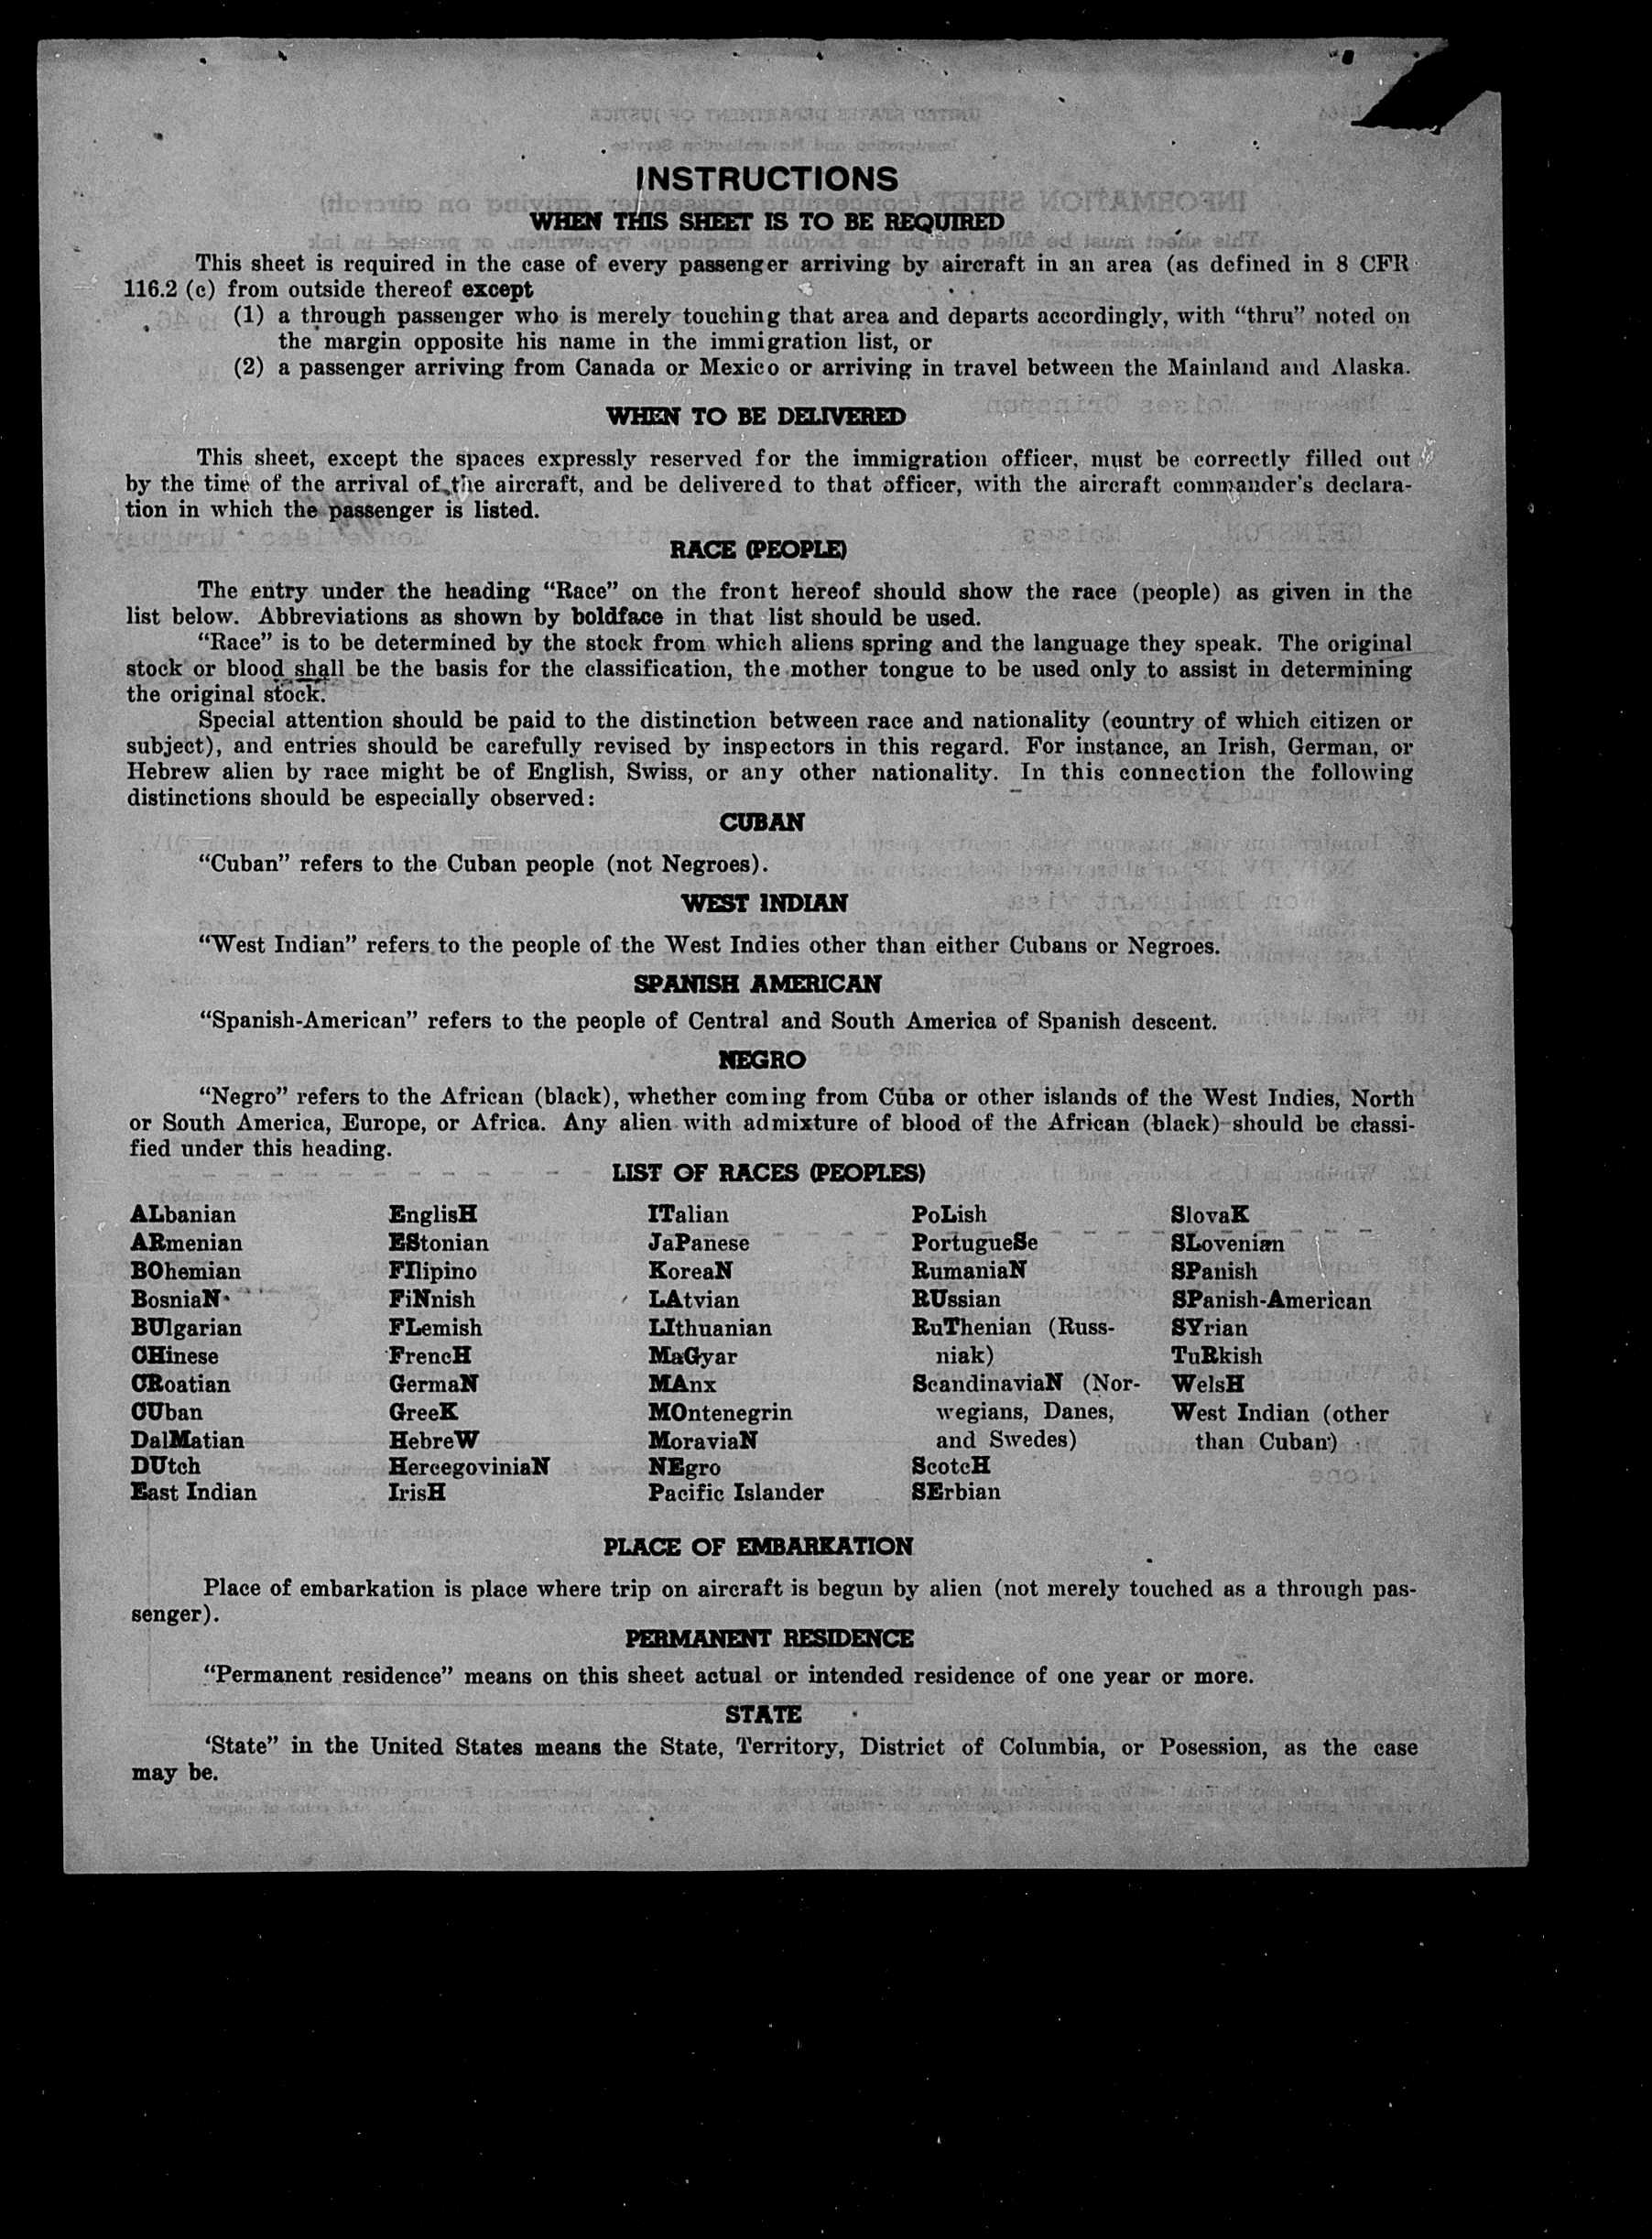 INSTRUCTIONS
WHEN THIS SHEET IS TO BE REQUIRED
This sheet is required in the case of every passenger arriving by aircraft in an area (as defined in 8 CFR
116.2 (c) from outside thereof except
(1) a through passenger who is merely touching that area and departs accordingly, with “thru” noted on
the margin opposite his name in the immigration list, or
(2) a passenger arriving from Canada or Mexico or arriving in travel between the Mainland and Alaska.
WHEN TO BE DELIVERED
This sheet, except the spaces expressly reserved for the immigration officer, must be correctly filled out
by the time of the arrival of the aircraft, and be delivered to that officer, with the aircraft commander’s declara-
tion in which the passenger is listed.
RACE (PEOPLE)
The entry under the heading “Race” on the front hereof should show the race (people) as given in the
list below. Abbreviations as shown by boldface in that list should be used.
“Race” is to be determined by the stock from which aliens spring and the language they speak. The original
stock or blood shall be the basis for the classification, the mother tongue to be used only to assist in determining
the original stock.
Special attention should be paid to the distinction between race and nationality (country of which citizen or
subject), and entries should be carefully revised by inspectors in this regard. For instance, an Irish, German, or
Hebrew alien by race might be of English, Swiss, or any other nationality. In this connection the following
distinctions should be especially observed:
CUBAN
“Cuban” refers to the Cuban people (not Negroes).
WEST INDIAN
“West Indian” refers to the people of the West Indies other than either Cubans or Negroes.
SPANISH AMERICAN
“Spanish-American” refers to the people of Central and South America of Spanish descent.
NEGRO
“Negro” refers to the African (black), whether coming from Cuba or other islands of the West Indies, North
or South America, Europe, or Africa. Any alien with admixture of blood of the African (black) should be classi-
fied under this heading.
LIST OF RACES (PEOPLES)
ALbanian
ARmenian
BOhemian
BosniaN
BUlgarian
CHinese
CRoatian
CUban
DalMatian
DUtch
East Indian
EnglisH
EStonian
FIlipino
FiNnish
FLemish
FrencH
GermaN
GreeK
HebreW
HercegoviniaN
IrisH
ITalian
JaPanese
KoreaN
LAtvian
LIthuanian
MaGyar
MAnx
MOntenegrin
MoraviaN
NEgro
Pacific Islander
PoLish
PortugueSe
RumaniaN
RUssian
RuThenian (Russ-
niak)
ScandinaviaN (Nor-
wegians, Danes,
and Swedes)
ScotcH
SErbian
SlovaK
SLovenian
SPanish
SPanish-American
SYrian
TuRkish
WelsH
West Indian (other
than Cuban)
PLACE OF EMBARKATION
Place of embarkation is place where trip on aircraft is begun by alien (not merely touched as a through pas-
senger).
PERMANENT RESIDENCE
“Permanent residence” means on this sheet actual or intended residence of one year or more.
STATE
‘State” in the United States means the State, Territory, District of Columbia, or Posession, as the case
may be.